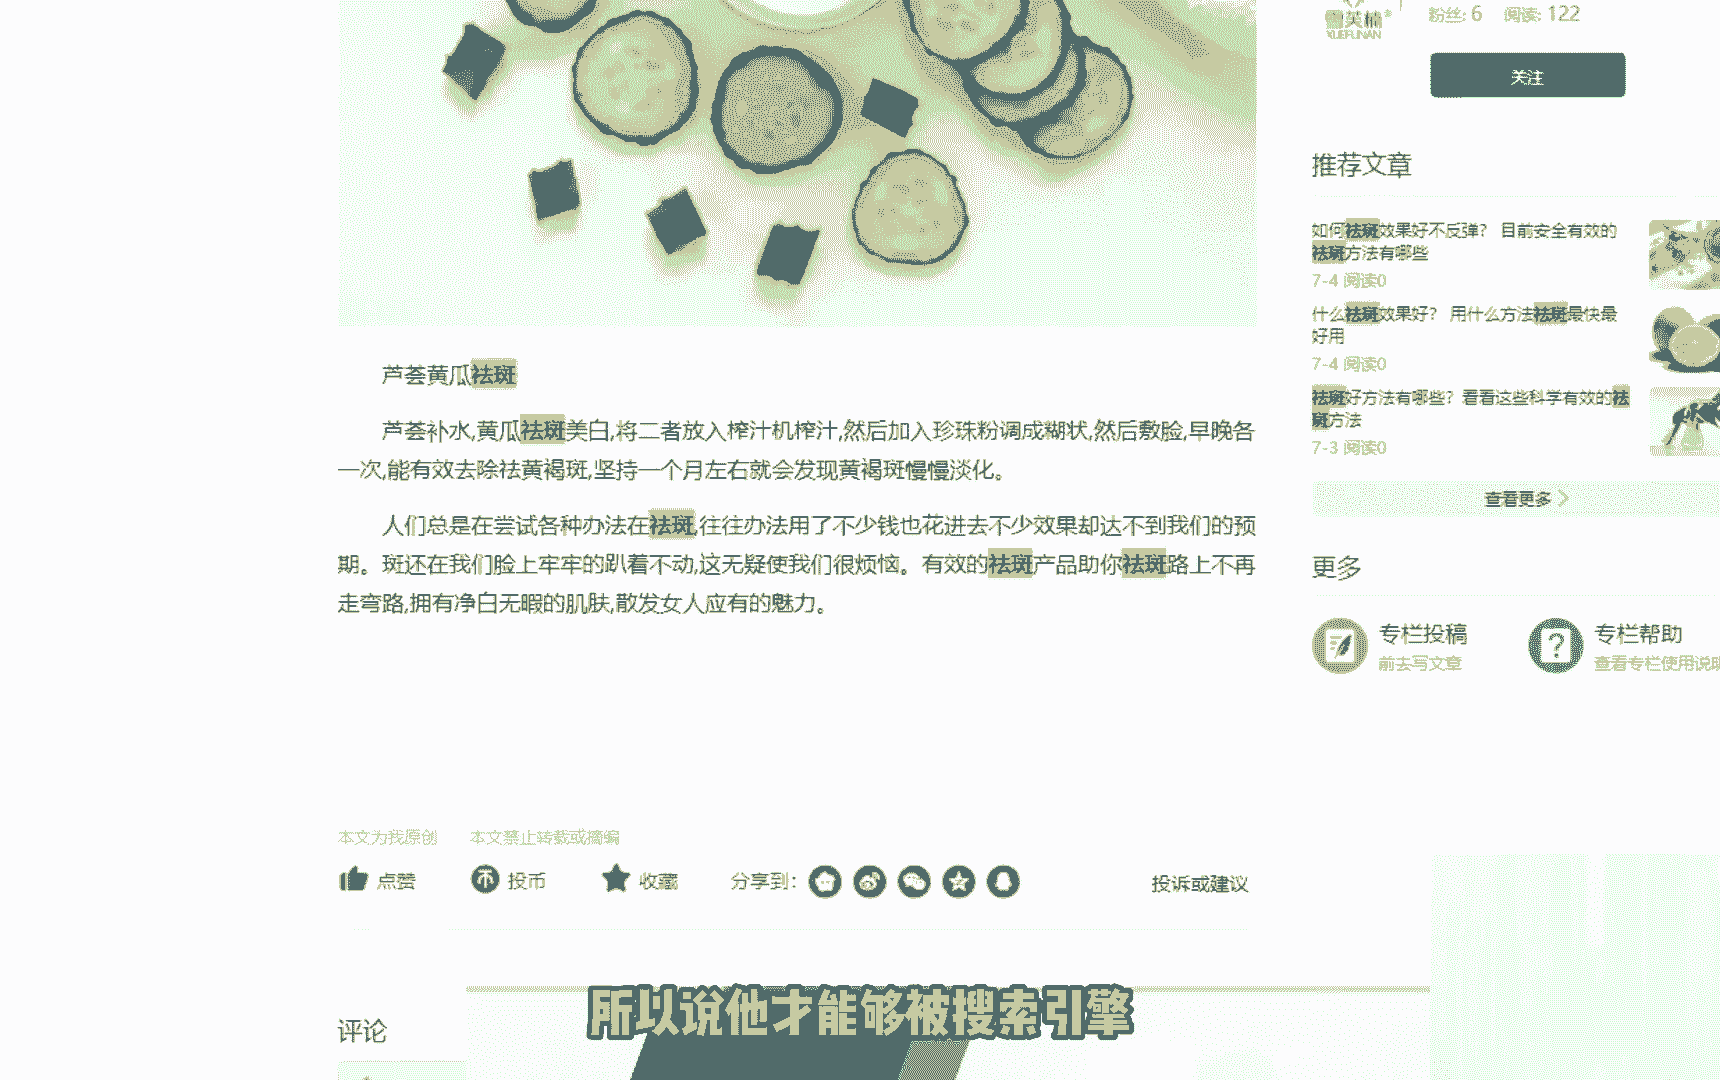 芙楠®
XUEFUNAN
粉丝: 6 阅读: 122
关注
推荐文章
如何祛斑效果好不反弹？ 目前安全有效的
祛斑方法有哪些
7-4 阅读0
什么祛斑效果好？ 用什么方法祛斑最快最
好用
7-4 阅读0
祛斑好方法有哪些？看看这些科学有效的祛
斑方法
7-3 阅读0
查看更多
更多
专栏投稿
前去写文章
专栏帮助
查看专栏使用说明
芦荟黄瓜祛斑
芦荟补水,黄瓜祛斑美白,将二者放入榨汁机榨汁,然后加入珍珠粉调成糊状,然后敷脸,早晚各
一次,能有效去除祛黄褐斑,坚持一个月左右就会发现黄褐斑慢慢淡化。
人们总是在尝试各种办法在祛斑,往往办法用了不少钱也花进去不少效果却达不到我们的预
期。斑还在我们脸上牢牢的趴着不动,这无疑使我们很烦恼。有效的祛斑产品助你祛斑路上不再
走弯路,拥有净白无暇的肌肤,散发女人应有的魅力。
本文为我原创 本文禁止转载或摘编
点赞 投币 收藏 分享到： 投诉或建议
评论
所以说他才能够被搜索引擎